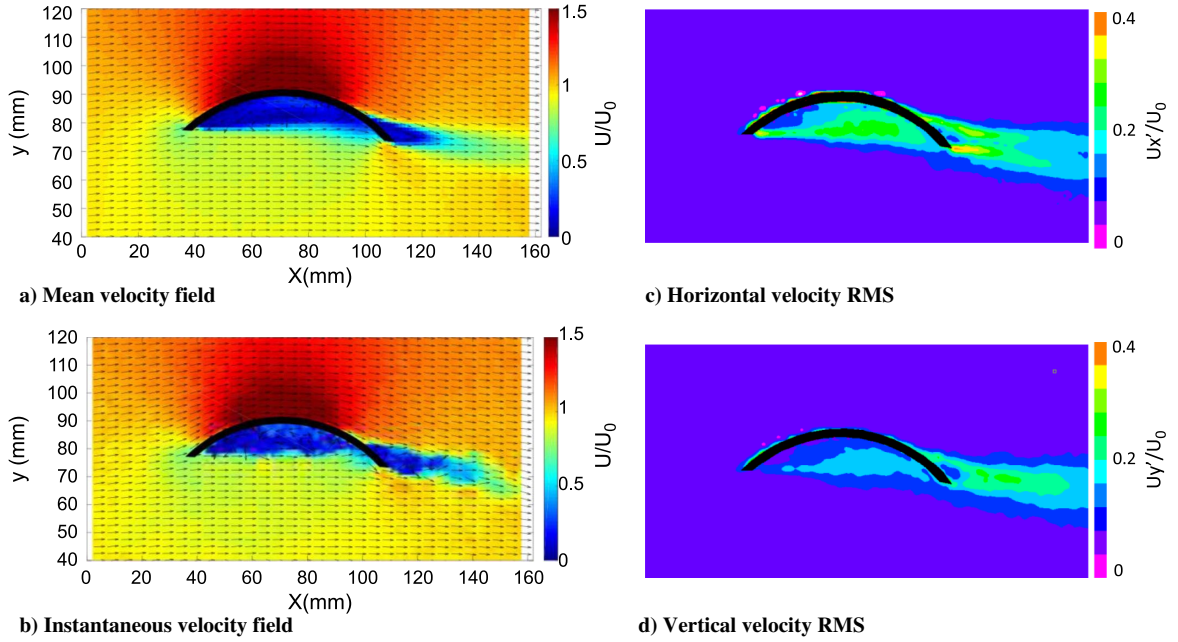 120
110
100
90
80
70
60
50
40
y (mm)
0 20 40 60 80 100 120 140 160
X(mm)
1.5
1
0.5
0
U/U0
a) Mean velocity field
0.4
0.2
0
Ux'/U0
c) Horizontal velocity RMS
120
110
100
90
80
70
60
50
40
y (mm)
0 20 40 60 80 100 120 140 160
X(mm)
1.5
1
0.5
0
U/U0
b) Instantaneous velocity field
0.4
0.2
0
Uy'/U0
d) Vertical velocity RMS